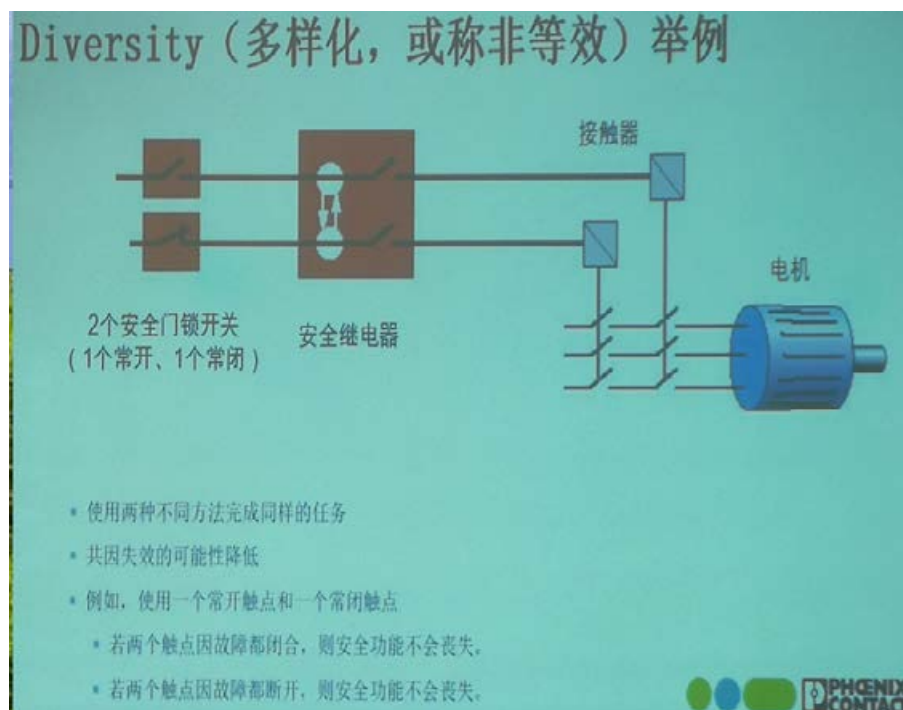 Diversity（多样化，或称非等效）举例
接触器
电机
2个安全门锁开关
（1个常开、1个常闭）
安全继电器
使用两种不同方法完成同样的任务
共因失效的可能性降低
例如，使用一个常开触点和一个常闭触点
若两个触点因故障都闭合，则安全功能不会丧失。
若两个触点因故障都断开，则安全功能不会丧失。
PHŒNIX
CONTACT